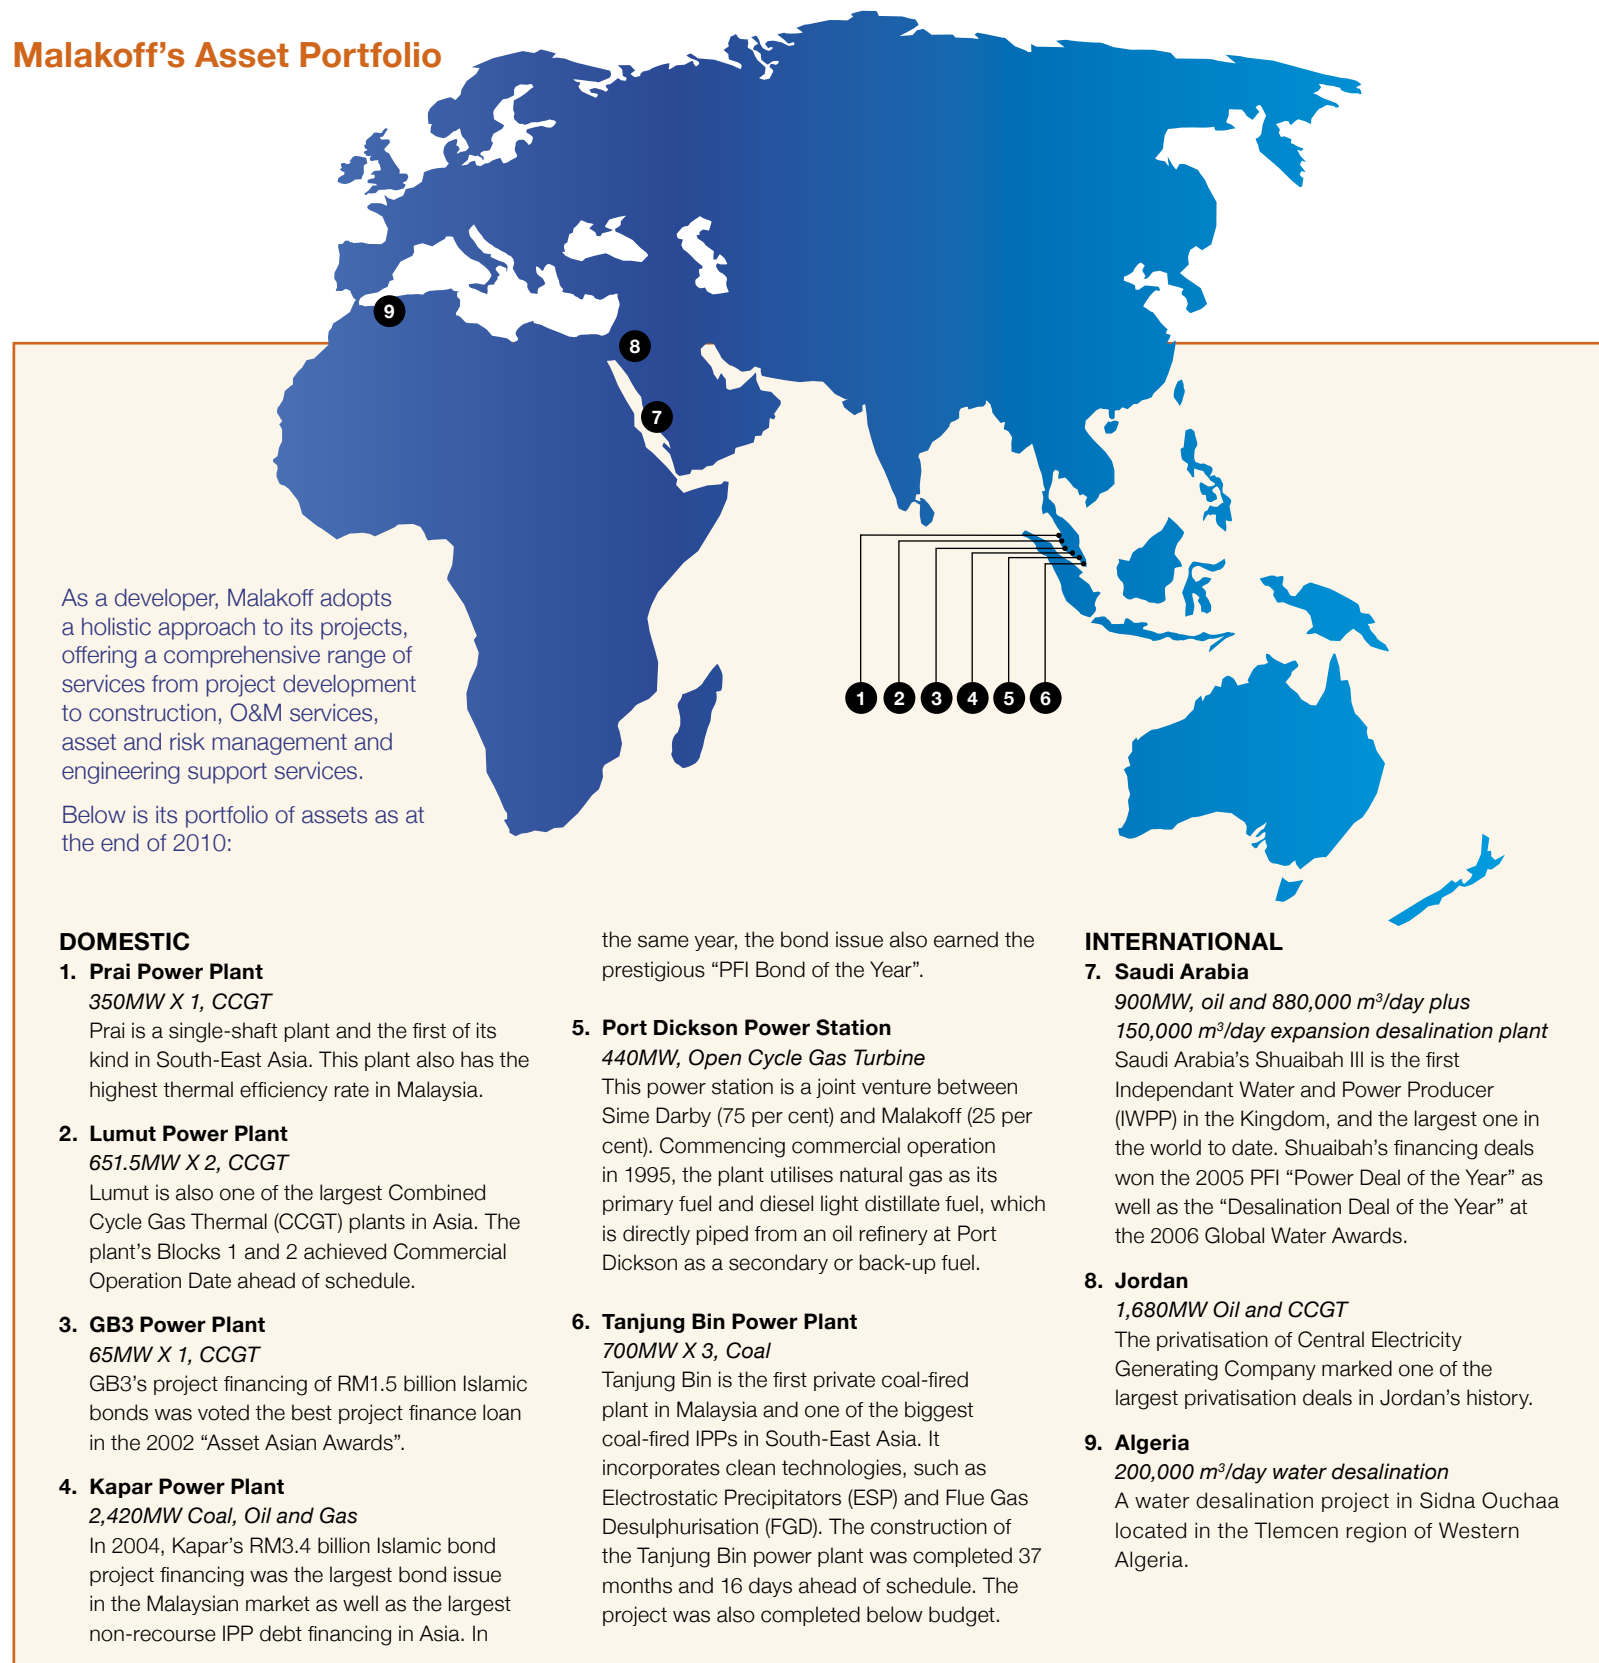 Malakoff’s Asset Portfolio
9
8
7
1
2
3
4
5
6
As a developer, Malakoff adopts
a holistic approach to its projects,
offering a comprehensive range of
services from project development
to construction, O&M services,
asset and risk management and
engineering support services.
Below is its portfolio of assets as at
the end of 2010:
DOMESTIC
1. Prai Power Plant
350MW X 1, CCGT
Prai is a single-shaft plant and the first of its
kind in South-East Asia. This plant also has the
highest thermal efficiency rate in Malaysia.
2. Lumut Power Plant
651.5MW X 2, CCGT
Lumut is also one of the largest Combined
Cycle Gas Thermal (CCGT) plants in Asia. The
plant’s Blocks 1 and 2 achieved Commercial
Operation Date ahead of schedule.
3. GB3 Power Plant
65MW X 1, CCGT
GB3’s project financing of RM1.5 billion Islamic
bonds was voted the best project finance loan
in the 2002 “Asset Asian Awards”.
4. Kapar Power Plant
2,420MW Coal, Oil and Gas
In 2004, Kapar’s RM3.4 billion Islamic bond
project financing was the largest bond issue
in the Malaysian market as well as the largest
non-recourse IPP debt financing in Asia. In
the same year, the bond issue also earned the
prestigious “PFI Bond of the Year”.
5. Port Dickson Power Station
440MW, Open Cycle Gas Turbine
This power station is a joint venture between
Sime Darby (75 per cent) and Malakoff (25 per
cent). Commencing commercial operation
in 1995, the plant utilises natural gas as its
primary fuel and diesel light distillate fuel, which
is directly piped from an oil refinery at Port
Dickson as a secondary or back-up fuel.
6. Tanjung Bin Power Plant
700MW X 3, Coal
Tanjung Bin is the first private coal-fired
plant in Malaysia and one of the biggest
coal-fired IPPs in South-East Asia. It
incorporates clean technologies, such as
Electrostatic Precipitators (ESP) and Flue Gas
Desulphurisation (FGD). The construction of
the Tanjung Bin power plant was completed 37
months and 16 days ahead of schedule. The
project was also completed below budget.
INTERNATIONAL
7. Saudi Arabia
900MW, oil and 880,000 m³/day plus
150,000 m³/day expansion desalination plant
Saudi Arabia’s Shuaibah III is the first
Independant Water and Power Producer
(IWPP) in the Kingdom, and the largest one in
the world to date. Shuaibah’s financing deals
won the 2005 PFI “Power Deal of the Year” as
well as the “Desalination Deal of the Year” at
the 2006 Global Water Awards.
8. Jordan
1,680MW Oil and CCGT
The privatisation of Central Electricity
Generating Company marked one of the
largest privatisation deals in Jordan’s history.
9. Algeria
200,000 m³/day water desalination
A water desalination project in Sidna Ouchaa
located in the Tlemcen region of Western
Algeria.